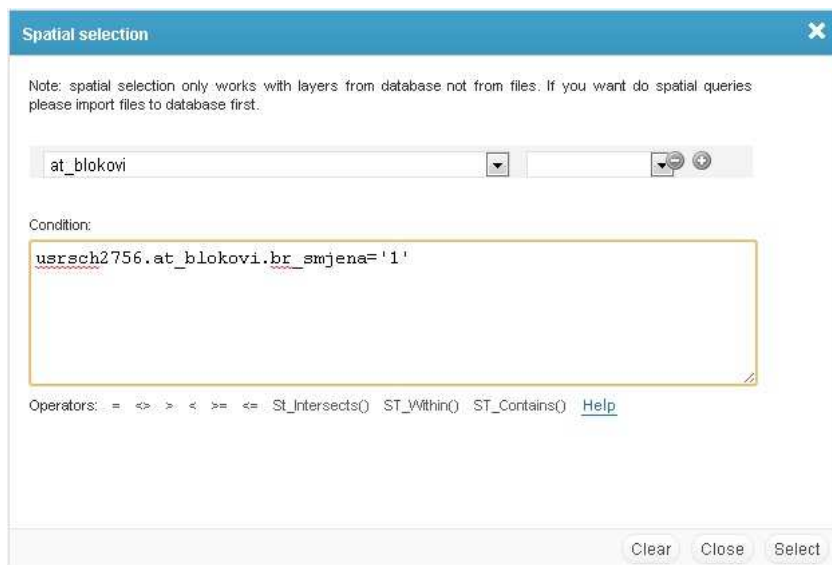 Spatial selection
Note: spatial selection only works with layers from database not from files. If you want do spatial queries
please import files to database first.
at_blokovi
Condition:
usrsch2756.at_blokovi.br_smjena='1'
Operators: = <> > < >= <= St_Intersects() ST_Within() ST_Contains() Help
Clear Close Select